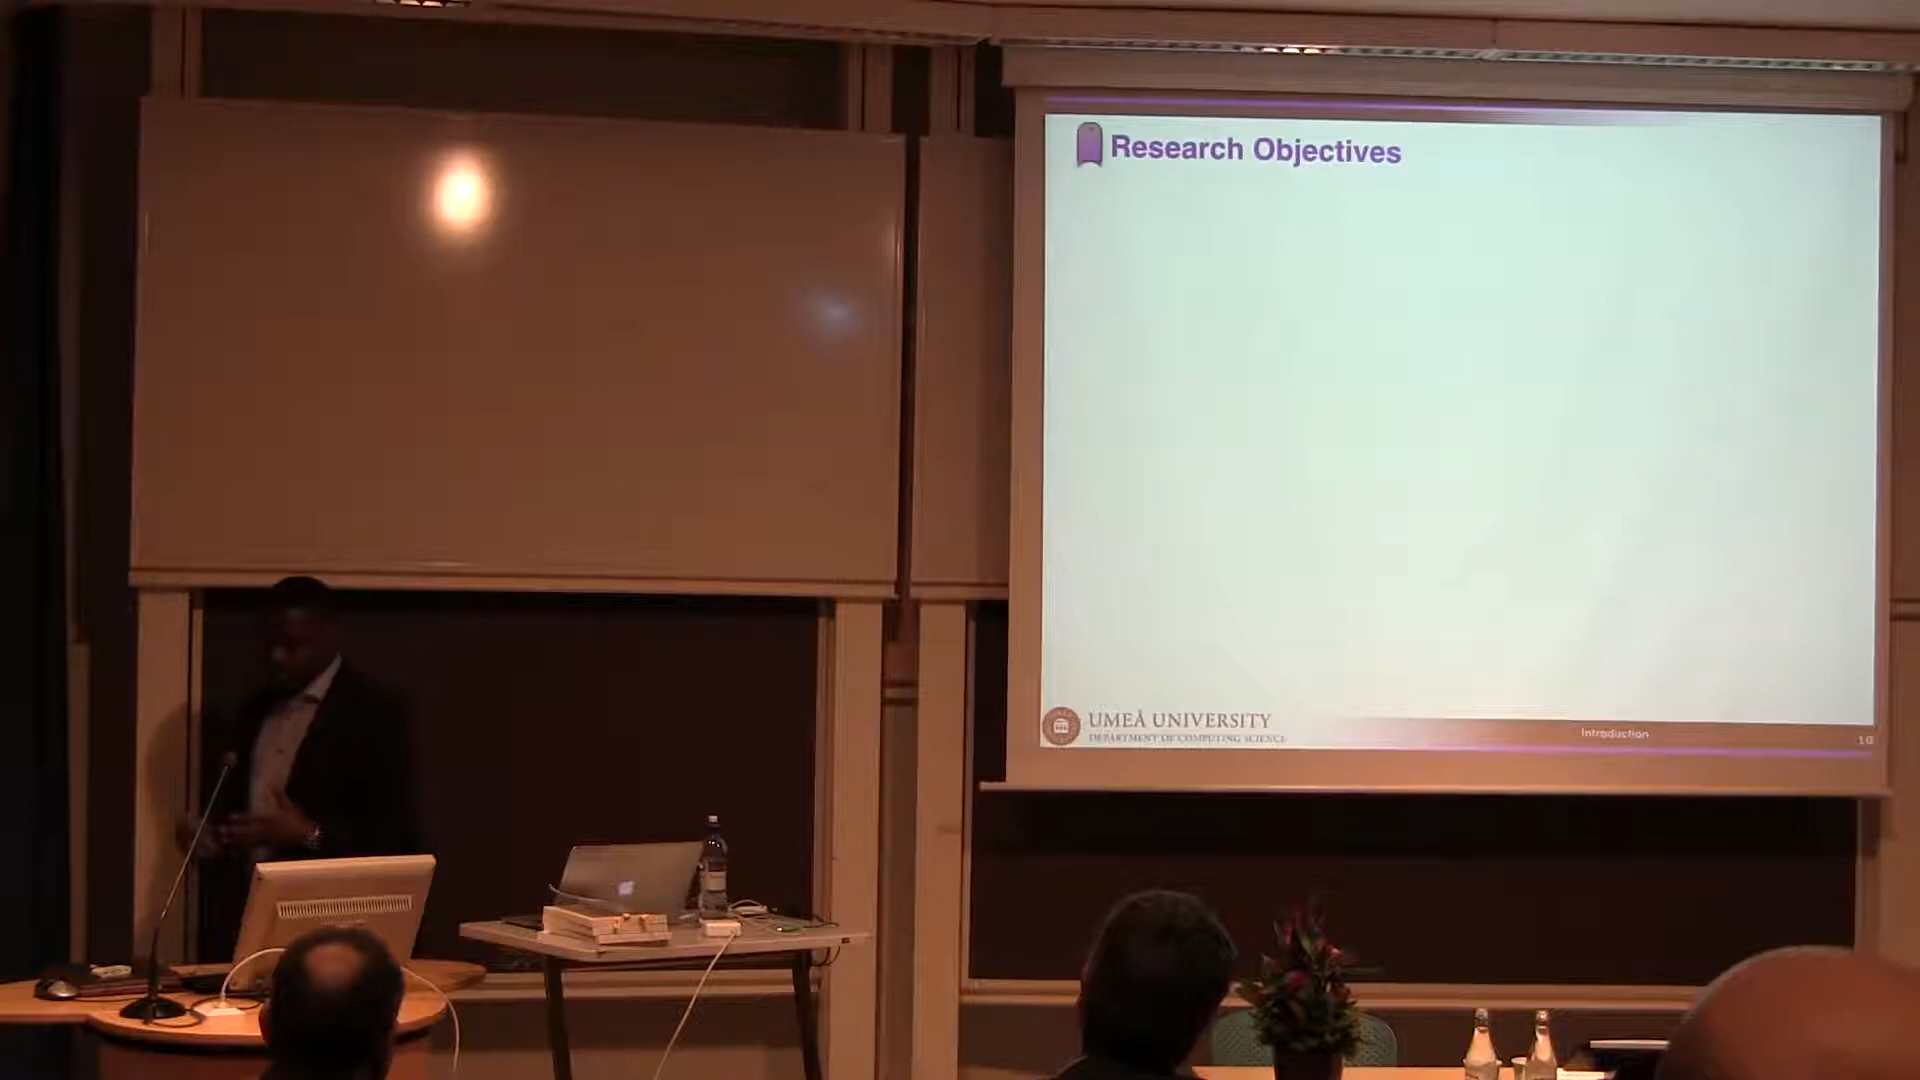 Research Objectives
UMEÅ UNIVERSITY
DEPARTMENT OF COMPUTING SCIENCE
Introduction
10